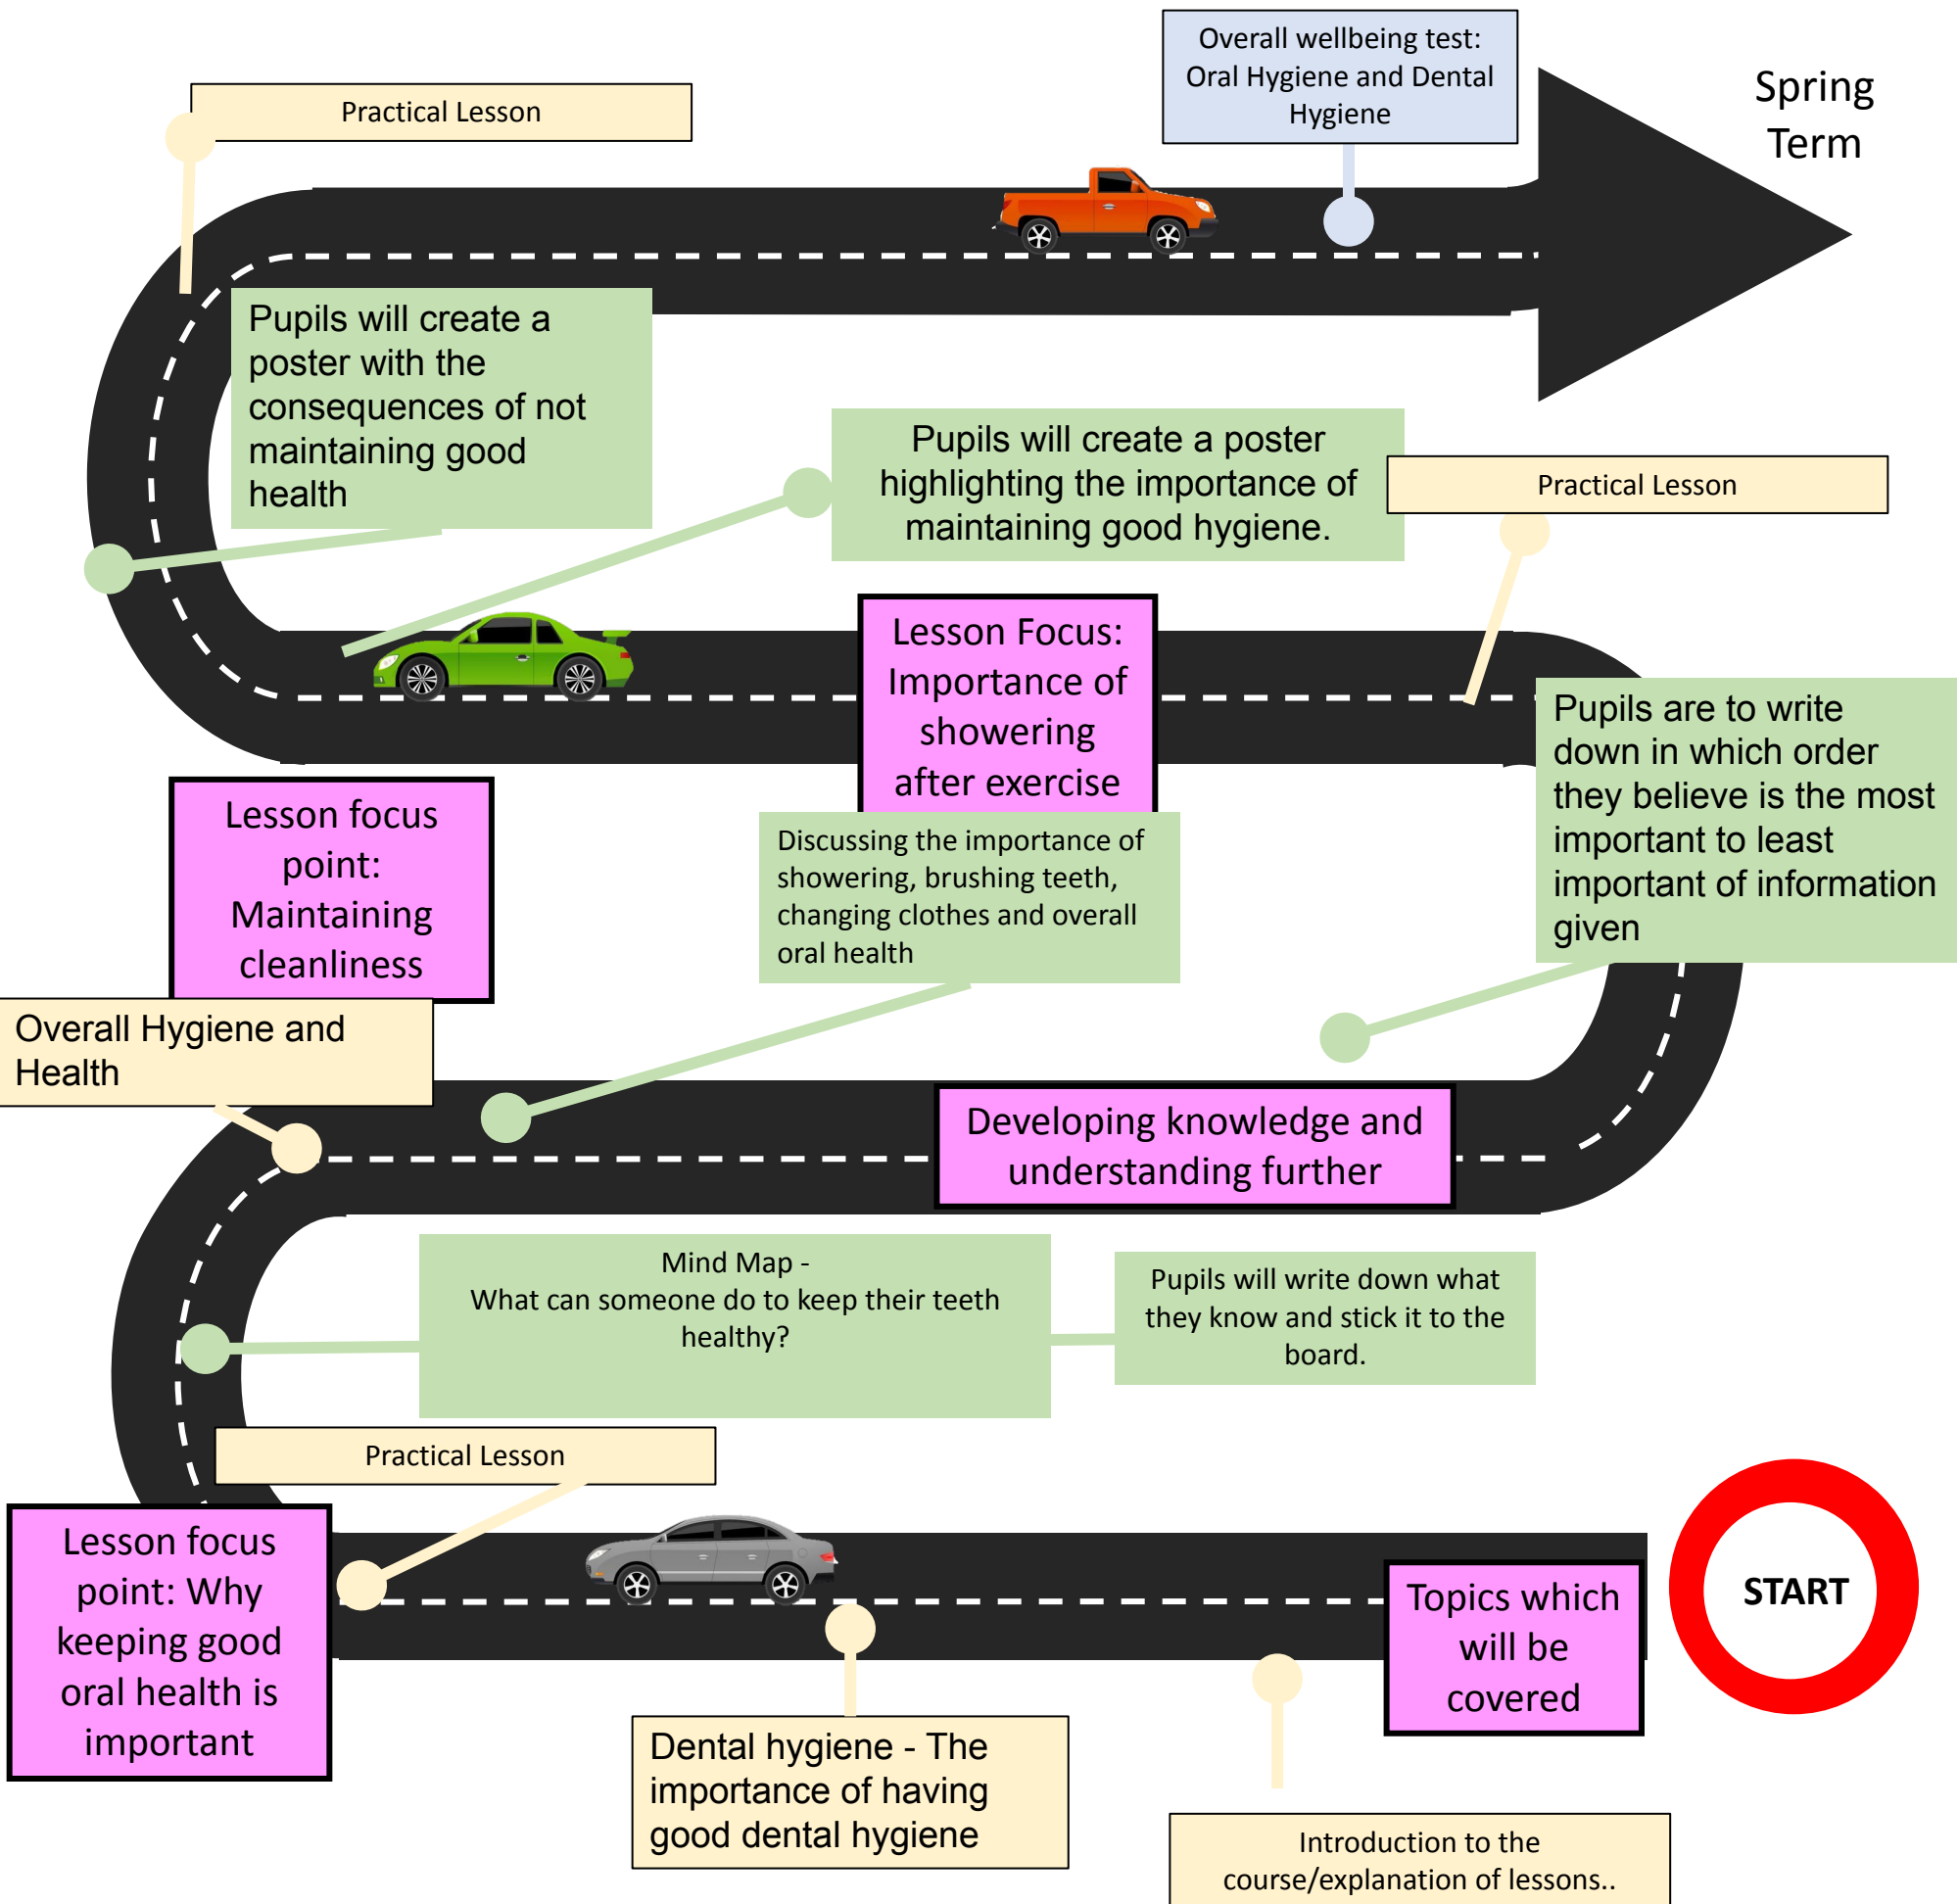 Overall wellbeing test:
Oral Hygiene and Dental
Hygiene
Spring
Term
Practical Lesson
Pupils will create a
poster with the
consequences of not
maintaining good
health
Pupils will create a poster
highlighting the importance of
maintaining good hygiene.
Practical Lesson
Lesson Focus:
Importance of
showering
after exercise
Pupils are to write
down in which order
they believe is the most
important to least
important of information
given
Lesson focus
point:
Maintaining
cleanliness
Discussing the importance of
showering, brushing teeth,
changing clothes and overall
oral health
Overall Hygiene and
Health
Developing knowledge and
understanding further
Mind Map -
What can someone do to keep their teeth
healthy?
Pupils will write down what
they know and stick it to the
board.
Practical Lesson
Lesson focus
point: Why
keeping good
oral health is
important
Topics which
will be
covered
START
Dental hygiene - The
importance of having
good dental hygiene
Introduction to the
course/explanation of lessons..